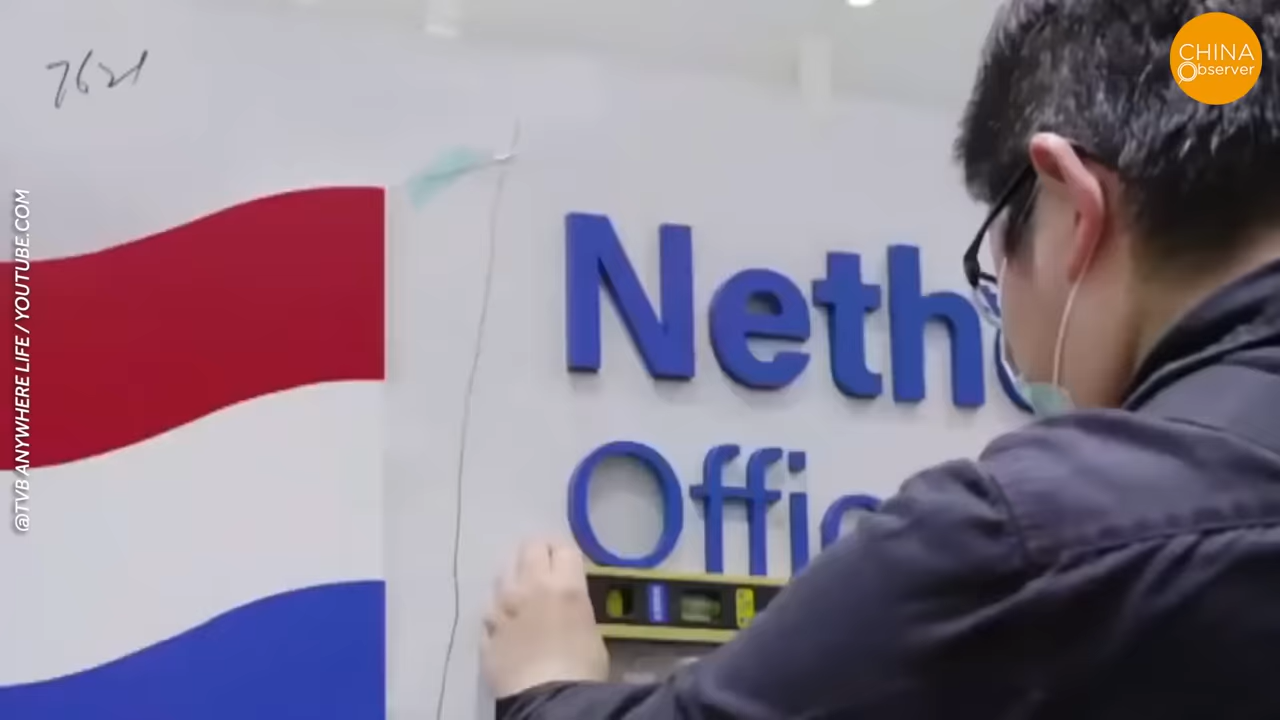 7621
CHINA
Observer
Neth
Offic
@TVB ANYWHERE LIFE / YOUTUBE.COM